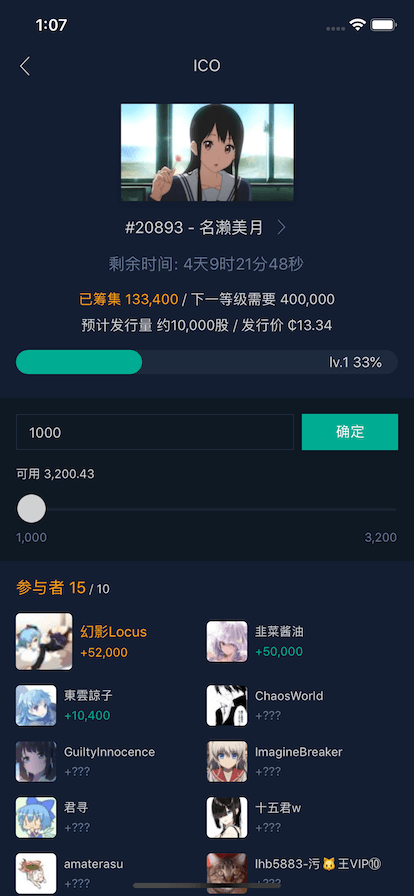 1:07
ICO
#20893 - 名濑美月
剩余时间: 4天9时21分48秒
已筹集 133,400 / 下一等级需要 400,000
预计发行量 约10,000股 / 发行价 ₵13.34
lv.1 33%
1000
确定
可用 3,200.43
1,000
3,200
参与者 15 / 10
幻影Locus
+52,000
韭菜酱油
+50,000
東雲諒子
+10,400
ChaosWorld
+???
GuiltyInnocence
+???
ImagineBreaker
+???
君寻
+???
十五君w
+???
amaterasu
+???
lhb5883-污🐱王VIP⑩
+???